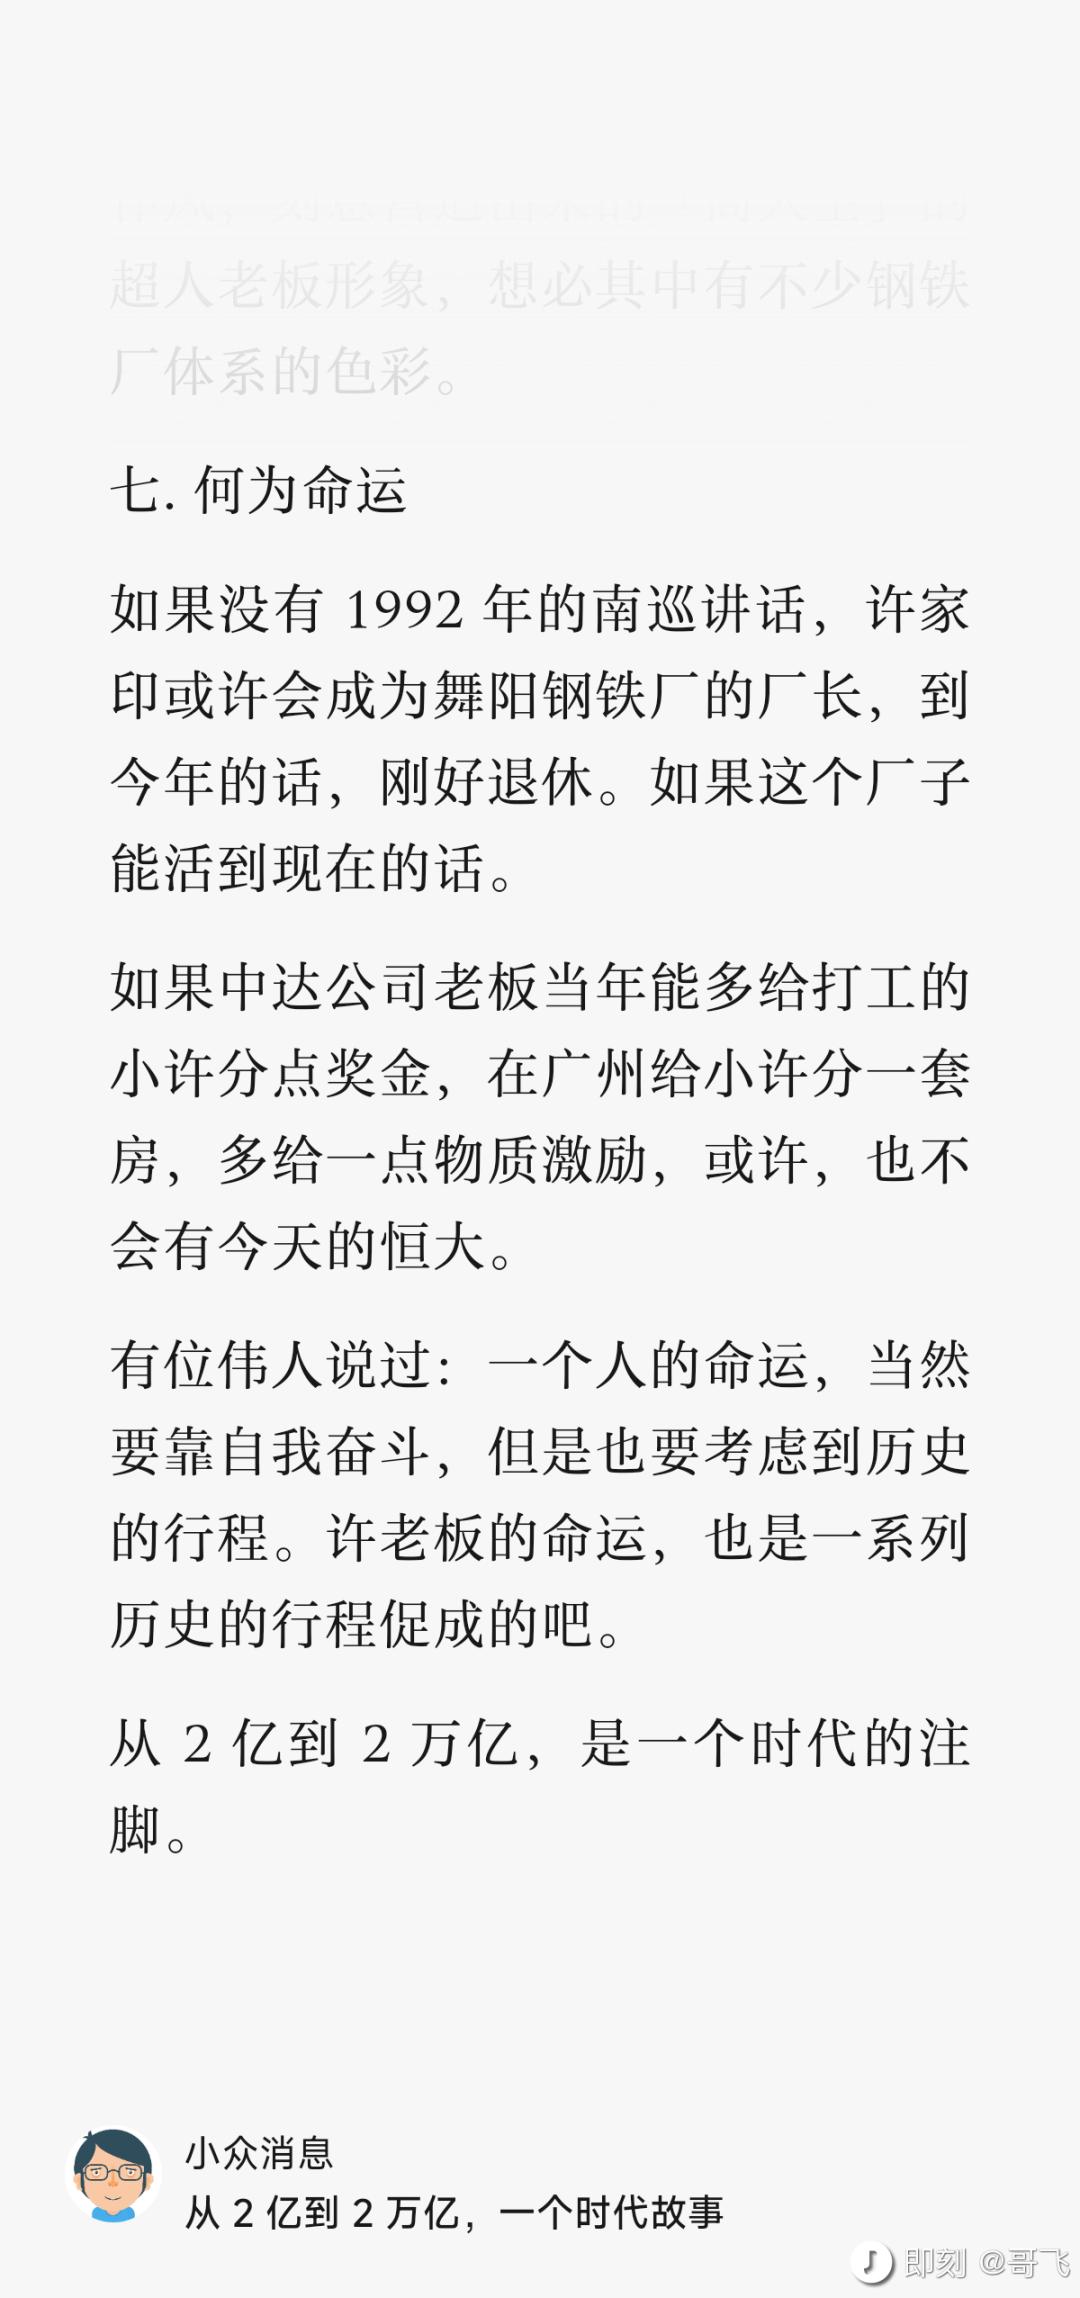 超人老板形象，想必其中有不少钢铁
厂体系的色彩。
七. 何为命运
如果没有 1992 年的南巡讲话，许家
印或许会成为舞阳钢铁厂的厂长，到
今年的话，刚好退休。如果这个厂子
能活到现在的话。
如果中达公司老板当年能多给打工的
小许分点奖金，在广州给小许分一套
房，多给一点物质激励，或许，也不
会有今天的恒大。
有位伟人说过：一个人的命运，当然
要靠自我奋斗，但是也要考虑到历史
的行程。许老板的命运，也是一系列
历史的行程促成的吧。
从 2 亿到 2 万亿，是一个时代的注
脚。
小众消息
从 2 亿到 2 万亿，一个时代故事
即刻 @哥飞